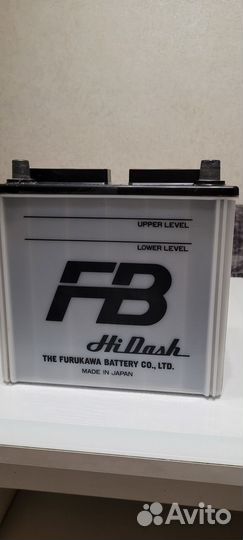 UPPER LEVEL
LOWER LEVEL
FB
Hi Dash
THE FURUKAWA BATTERY CO., LTD.
MADE IN JAPAN
Avito